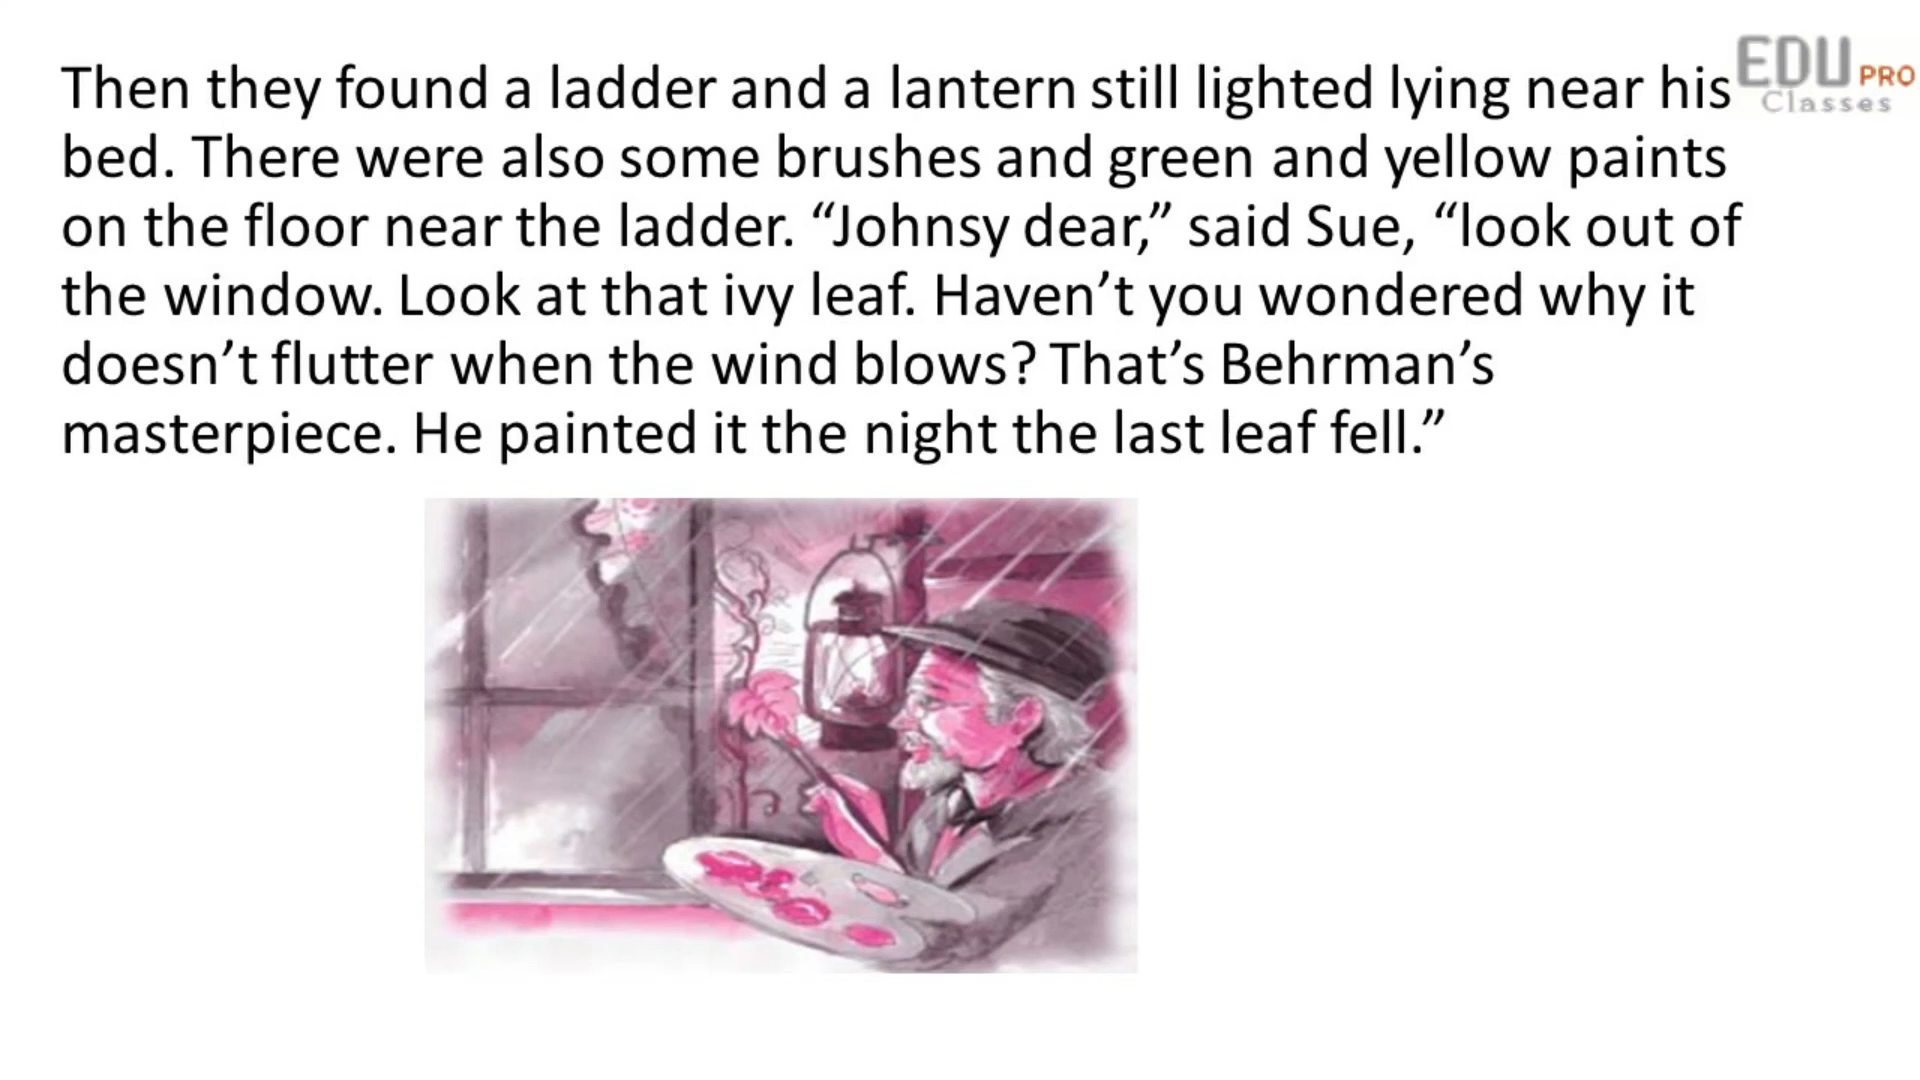 Then they found a ladder and a lantern still lighted lying near his
bed. There were also some brushes and green and yellow paints
on the floor near the ladder. “Johnsy dear,” said Sue, “look out of
the window. Look at that ivy leaf. Haven’t you wondered why it
doesn’t flutter when the wind blows? That’s Behrman’s
masterpiece. He painted it the night the last leaf fell.”
EDU PRO
Classes